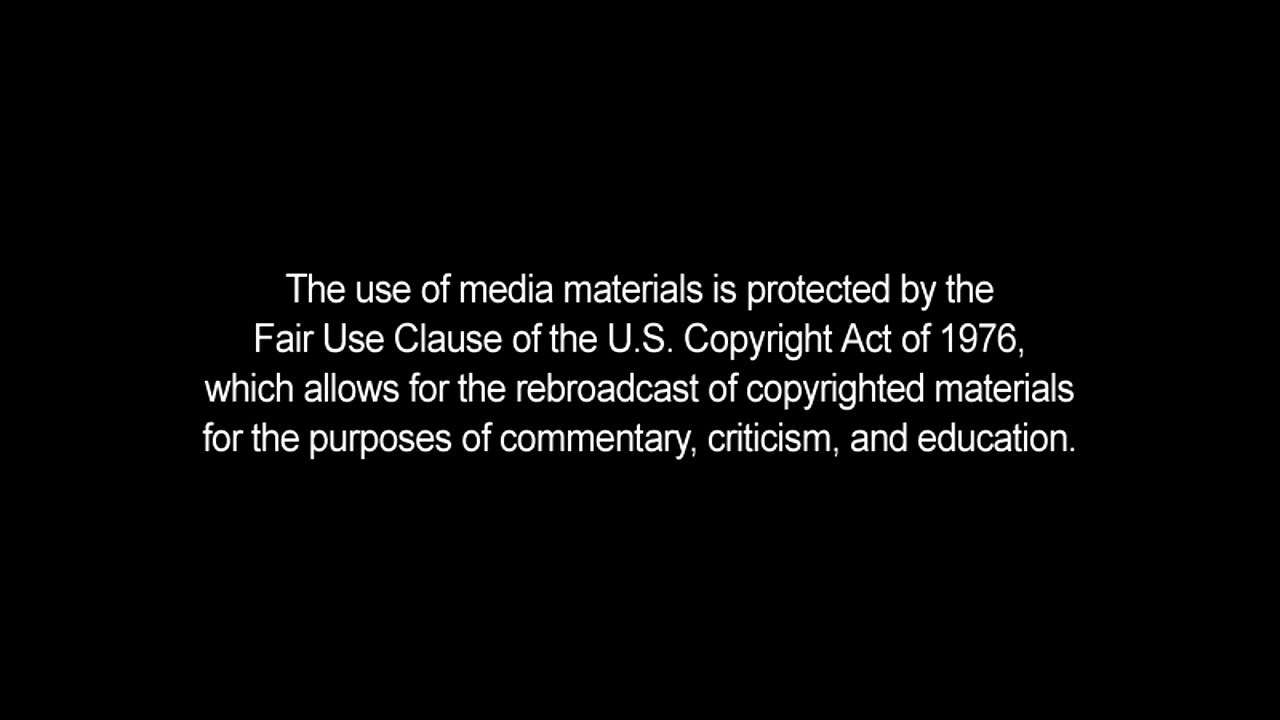 The use of media materials is protected by the
Fair Use Clause of the U.S. Copyright Act of 1976,
which allows for the rebroadcast of copyrighted materials
for the purposes of commentary, criticism, and education.